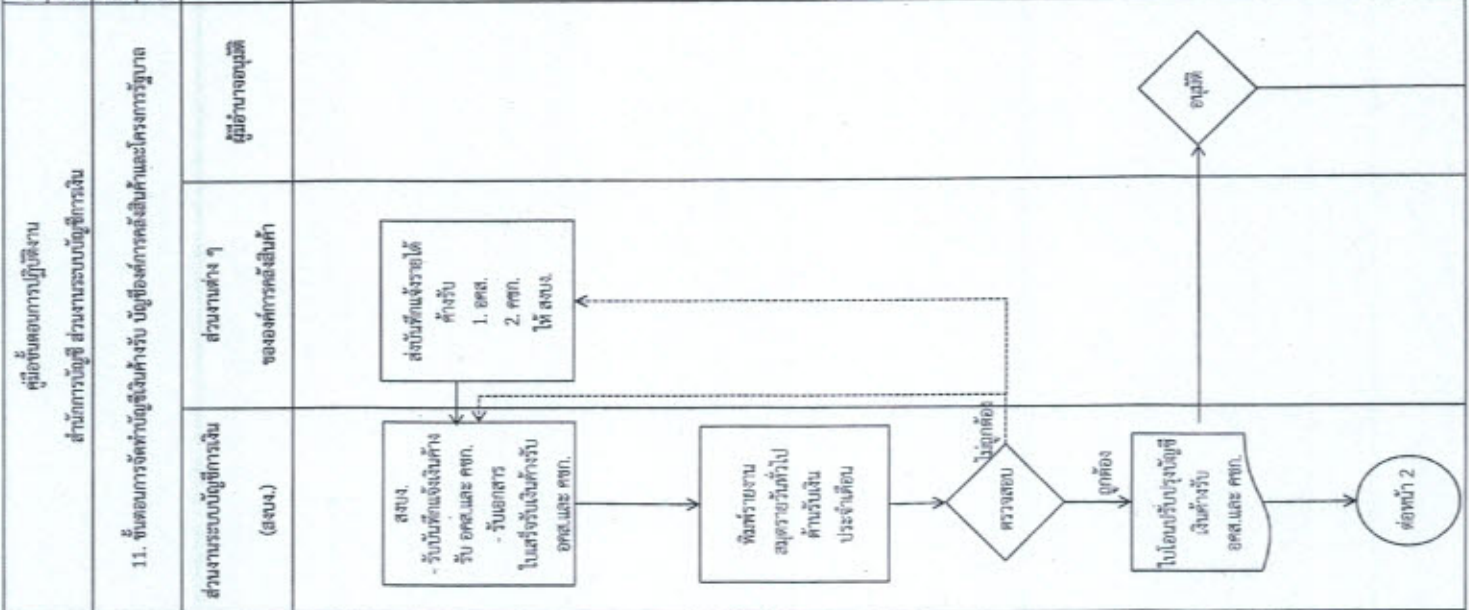 คู่มือขั้นตอนการปฏิบัติงาน
สำนักการบัญชี ส่วนงานระบบบัญชีการเงิน
11. ขั้นตอนการจัดทำบัญชีเงินค้างรับ บัญชีองค์การคลังสินค้าและโครงการรัฐบาล
ส่วนงานระบบบัญชีการเงิน
(สงบง.)
ส่วนงานต่าง ๆ
ขององค์การคลังสินค้า
ผู้มีอำนาจอนุมัติ
ส่งบันทึกแจ้งรายได้
ค้างรับ
1. อคส.
2. คชก.
ให้ สงบง.
สงบง.
- รับบันทึกแจ้งเงินค้าง
รับ อคส.และ คชก.
- รับเอกสาร
ใบเสร็จรับเงินค้างรับ
อคส.และ คชก.
พิมพ์รายงาน
สมุดรายวันทั่วไป
ด้านรับเงิน
ประจำเดือน
ตรวจสอบ
ไม่ถูกต้อง
ถูกต้อง
ใบโอนปรับปรุงบัญชี
เงินค้างรับ
อคส.และ คชก.
อนุมัติ
ต่อหน้า 2